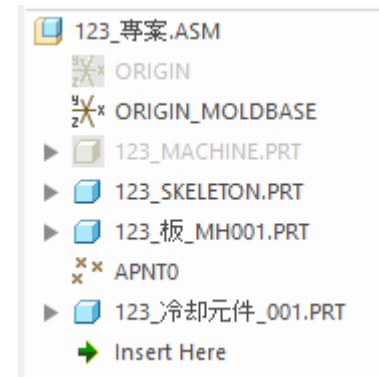 123_專案.ASM
ORIGIN
ORIGIN_MOLDBASE
123_MACHINE.PRT
123_SKELETON.PRT
123_板_MH001.PRT
APNT0
123_冷却元件_001.PRT
Insert Here